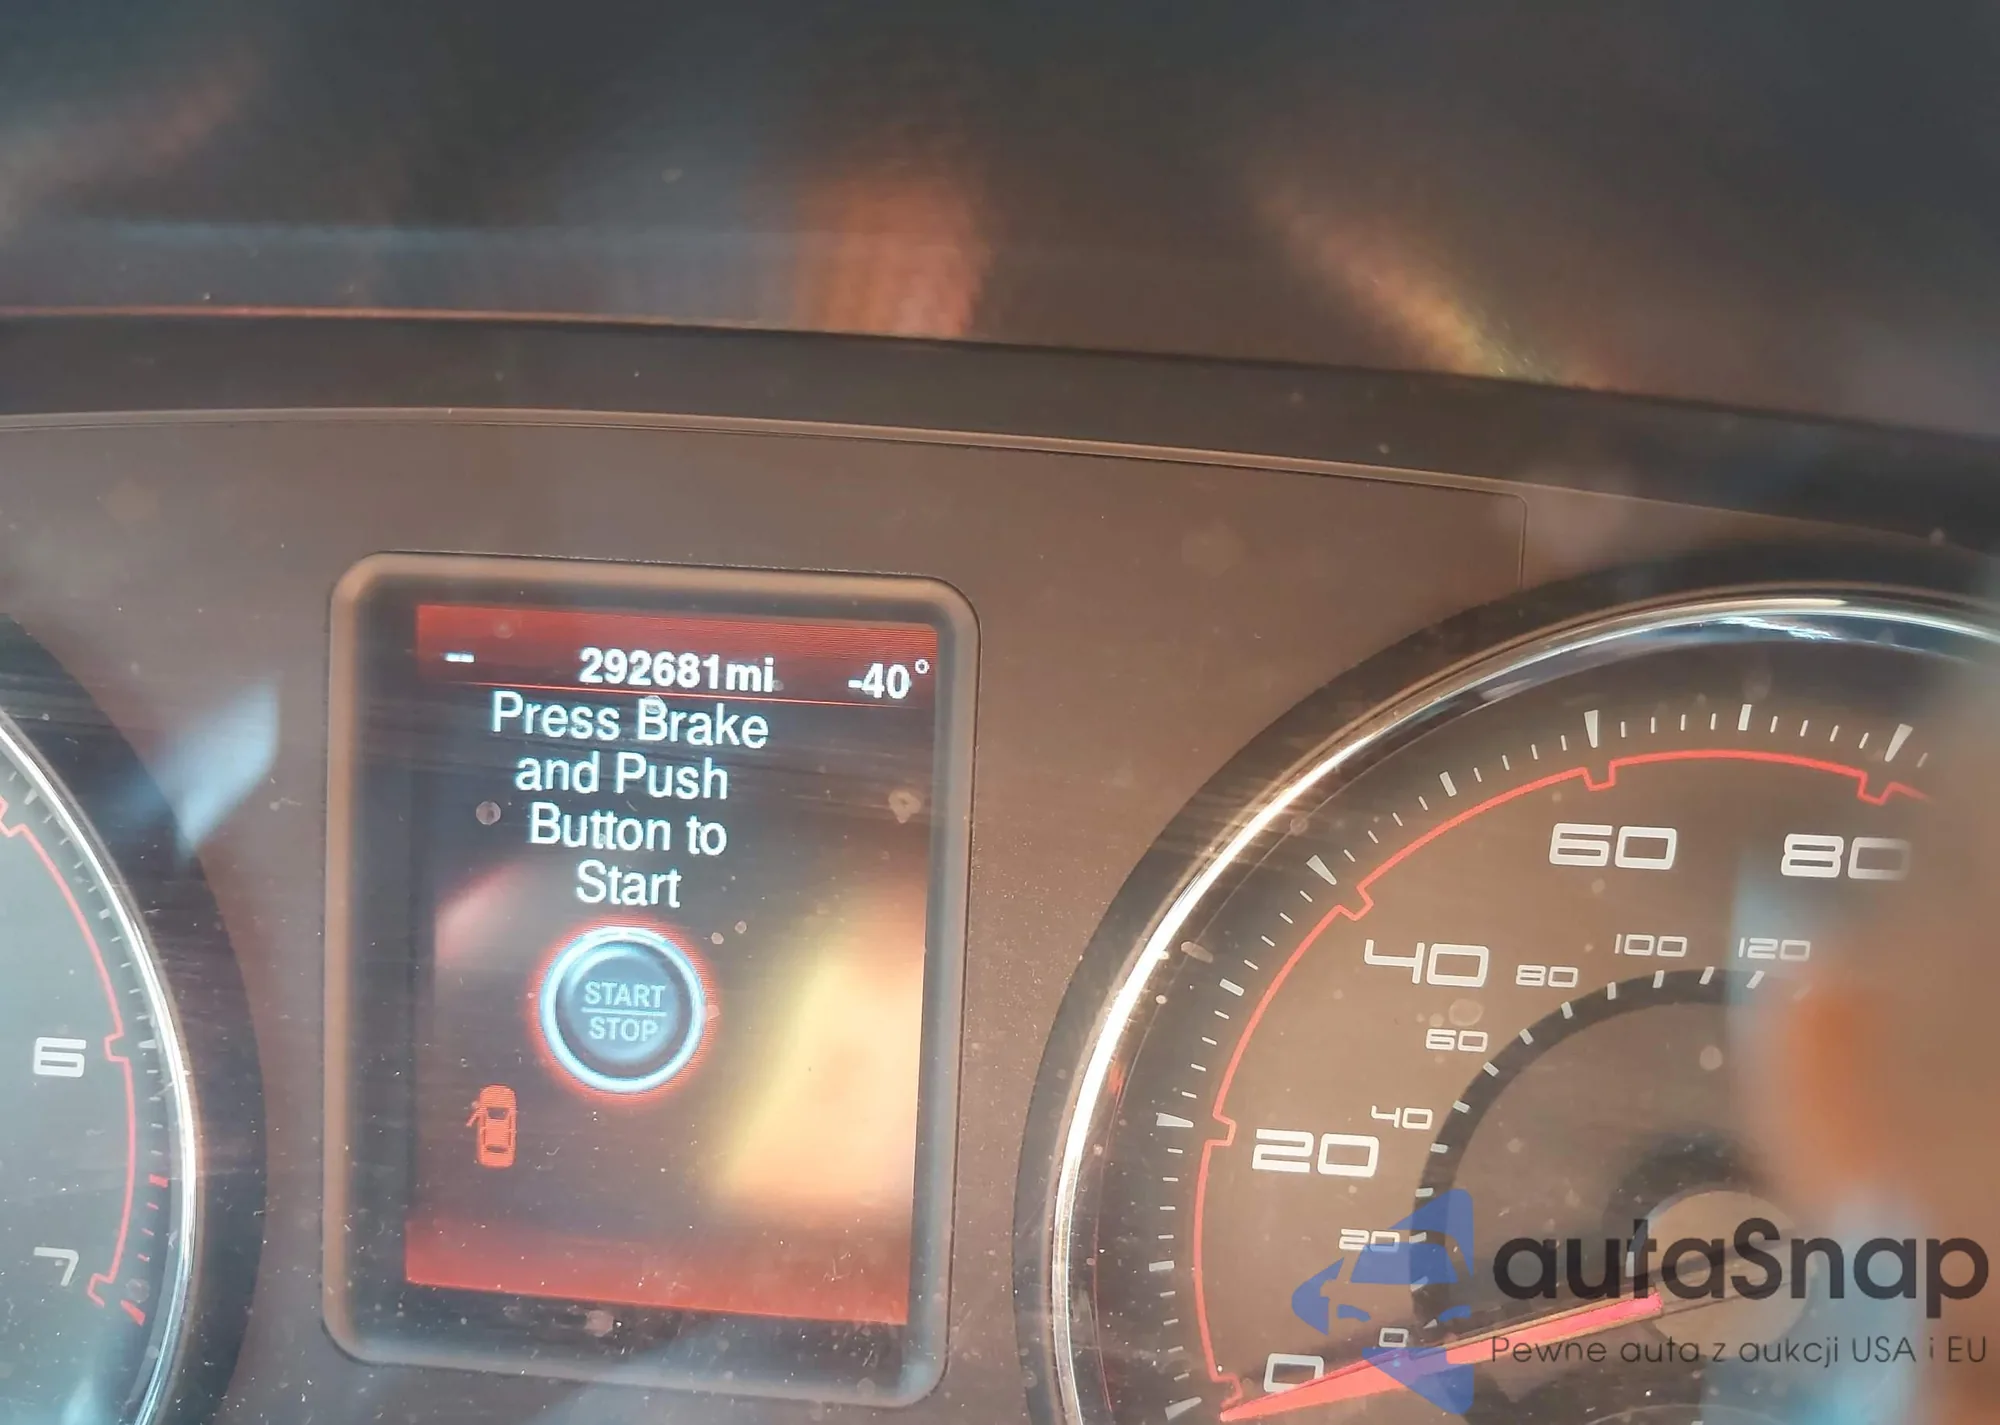 -- 292681mi -40°
Press Brake
and Push
Button to
Start
START
STOP
6
7
60 80
40
100 120
80
60
20
40
20
0
0
autaSnap
Pewne auta z aukcji USA i EU